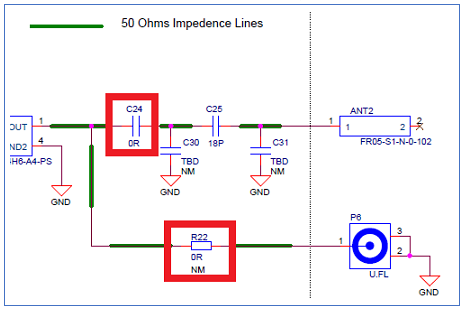 50 Ohms Impedence Lines
C24
0R
C25
18P
C30
TBD
NM
C31
TBD
NM
ANT2
1
1
2
2
FR05-S1-N-0-102
OUT
1
ND2
4
H6-A4-PS
GND
GND
GND
R22
0R
NM
P6
1
3
2
U.FL
GND